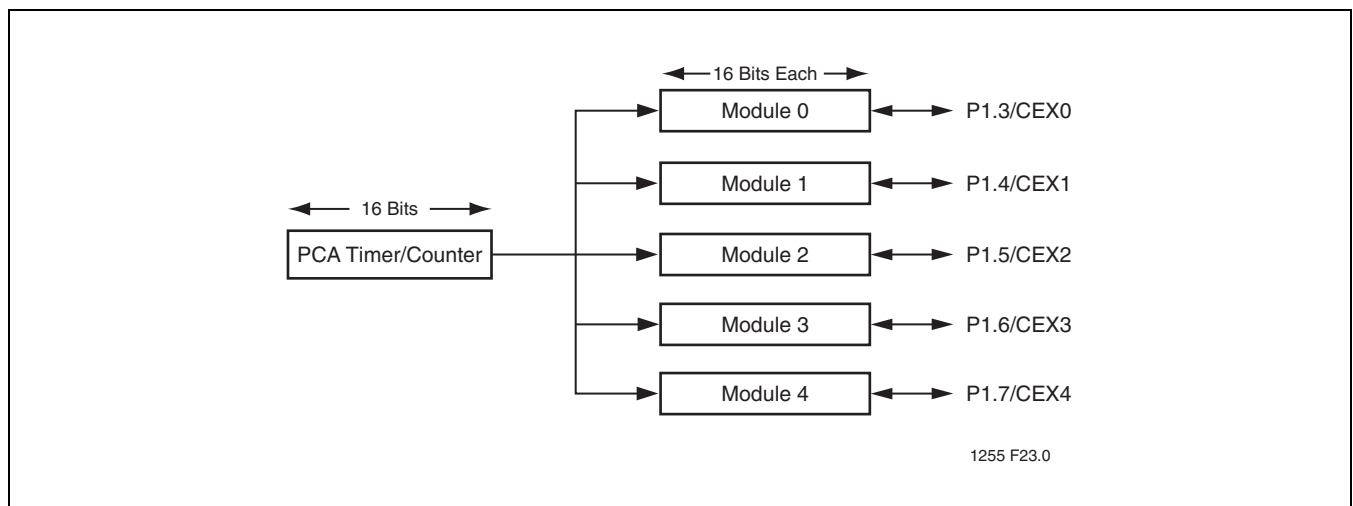 16 Bits Each
Module 0
P1.3/CEX0
Module 1
P1.4/CEX1
16 Bits
PCA Timer/Counter
Module 2
P1.5/CEX2
Module 3
P1.6/CEX3
Module 4
P1.7/CEX4
1255 F23.0